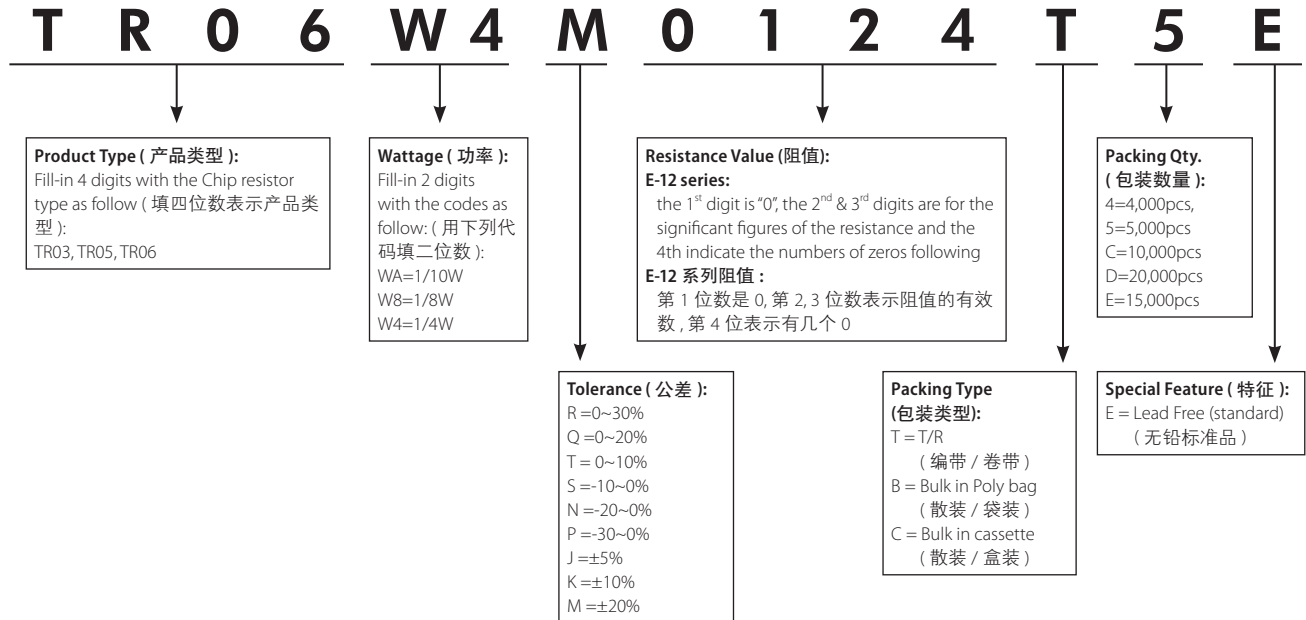 T R 0 6 W 4 M 0 1 2 4 T 5 E
Product Type ( 产品类型 ):
Fill-in 4 digits with the Chip resistor
type as follow ( 填四位数表示产品类
型 ):
TR03, TR05, TR06
Wattage ( 功率 ):
Fill-in 2 digits
with the codes as
follow: ( 用下列代
码填二位数 ):
WA=1/10W
W8=1/8W
W4=1/4W
Resistance Value (阻值):
E-12 series:
the 1st digit is “0”, the 2nd & 3rd digits are for the
significant figures of the resistance and the
4th indicate the numbers of zeros following
E-12 系列阻值 :
第 1 位数是 0, 第 2, 3 位数表示阻值的有效
数 , 第 4 位表示有几个 0
Packing Qty.
( 包装数量 ):
4=4,000pcs,
5=5,000pcs
C=10,000pcs
D=20,000pcs
E=15,000pcs
Tolerance ( 公差 ):
R =0~30%
Q =0~20%
T = 0~10%
S =-10~0%
N =-20~0%
P =-30~0%
J =±5%
K =±10%
M =±20%
Packing Type
(包装类型):
T = T/R
( 编带 / 卷带 )
B = Bulk in Poly bag
( 散装 / 袋装 )
C = Bulk in cassette
( 散装 / 盒装 )
Special Feature ( 特征 ):
E = Lead Free (standard)
( 无铅标准品 )